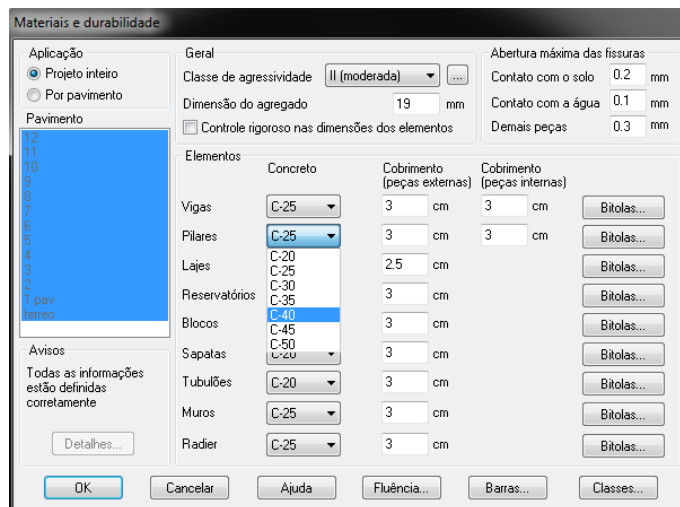 Materiais e durabilidade
Aplicação
Projeto inteiro
Por pavimento
Pavimento
12
11
10
9
8
7
6
5
4
3
2
1 pav
terreo
Avisos
Todas as informações
estão definidas
corretamente
Detalhes...
Geral
Classe de agressividade II (moderada) ...
Dimensão do agregado 19 mm
Controle rigoroso nas dimensões dos elementos
Abertura máxima das fissuras
Contato com o solo 0.2 mm
Contato com a água 0.1 mm
Demais peças 0.3 mm
Elementos
Concreto
Cobrimento
(peças externas)
Cobrimento
(peças internas)
Vigas C-25 3 cm 3 cm Bitolas...
Pilares C-25 3 cm 3 cm Bitolas...
C-20
C-25
C-30
C-35
C-40
C-45
C-50
Lajes 2.5 cm Bitolas...
Reservatórios 3 cm Bitolas...
Blocos 3 cm Bitolas...
Sapatas C-20 3 cm Bitolas...
Tubulões C-20 3 cm Bitolas...
Muros C-25 3 cm Bitolas...
Radier C-25 3 cm Bitolas...
OK Cancelar Ajuda Fluência... Barras... Classes...